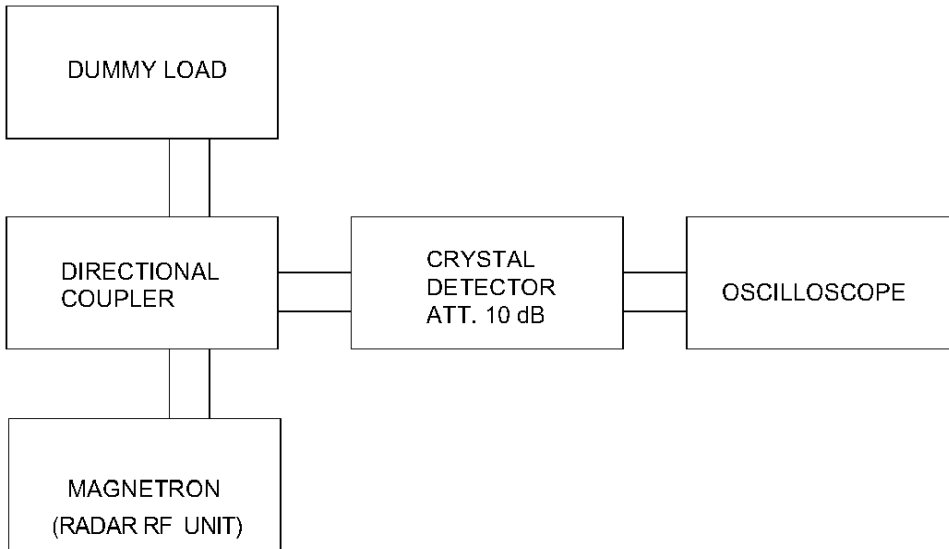 DUMMY LOAD
DIRECTIONAL
COUPLER
CRYSTAL
DETECTOR
ATT. 10 dB
OSCILLOSCOPE
MAGNETRON
(RADAR RF UNIT)